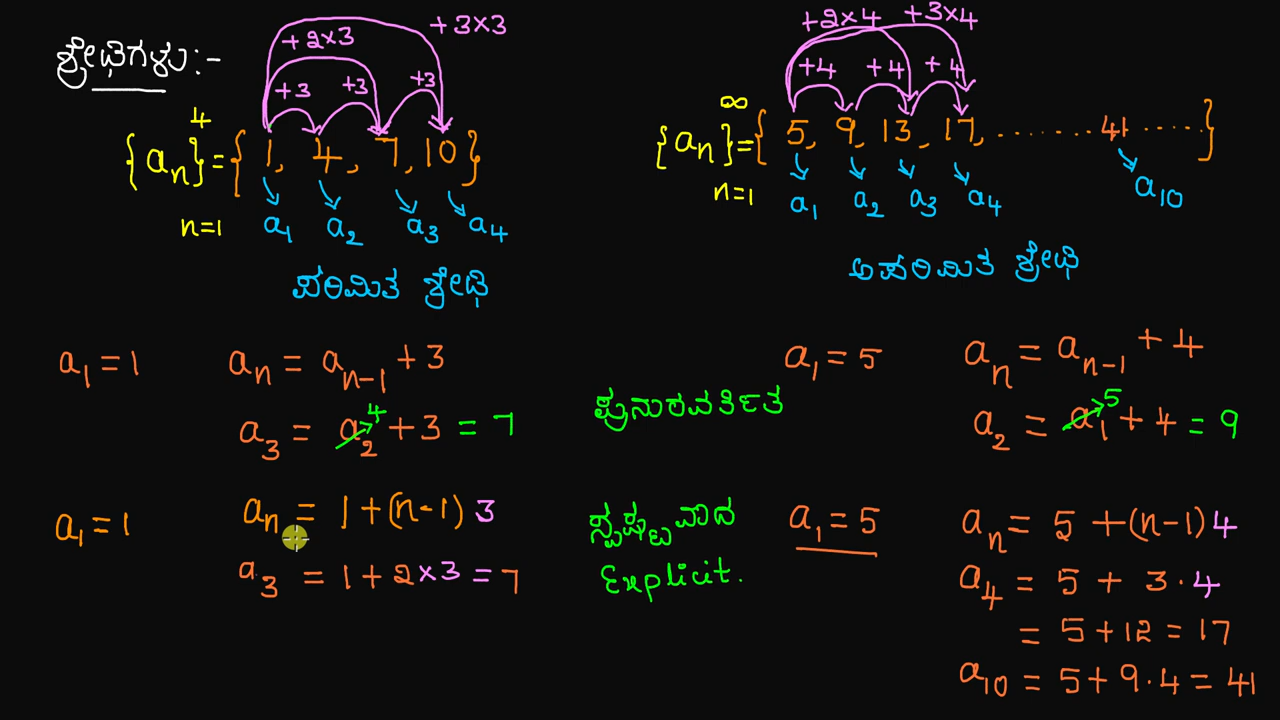 ಶ್ರೇಢಿಗಳು:-
+3×3
+2×3
+3 +3 +3
{aₙ}⁴ₙ₌₁ = {1, 4, 7, 10}
a₁ a₂ a₃ a₄
ಪರಿಮಿತ ಶ್ರೇಢಿ
+2×4 +3×4
+4 +4 +4
{aₙ}^∞ₙ₌₁ = {5, 9, 13, 17, ....... 41 .....}
a₁ a₂ a₃ a₄ a₁₀
ಅಪರಿಮಿತ ಶ್ರೇಢಿ
a₁ = 1 aₙ = aₙ₋₁ + 3
a₃ = a₂ + 3 = 7
4
ಪುನರಾವರ್ತಿತ
a₁ = 5 aₙ = aₙ₋₁ + 4
a₂ = a₁ + 4 = 9
5
a₁ = 1 aₙ = 1 + (n-1) 3
a₃ = 1 + 2×3 = 7
ಸ್ಪಷ್ಟವಾದ
Explicit.
a₁ = 5 aₙ = 5 + (n-1) 4
a₄ = 5 + 3·4
= 5 + 12 = 17
a₁₀ = 5 + 9·4 = 41